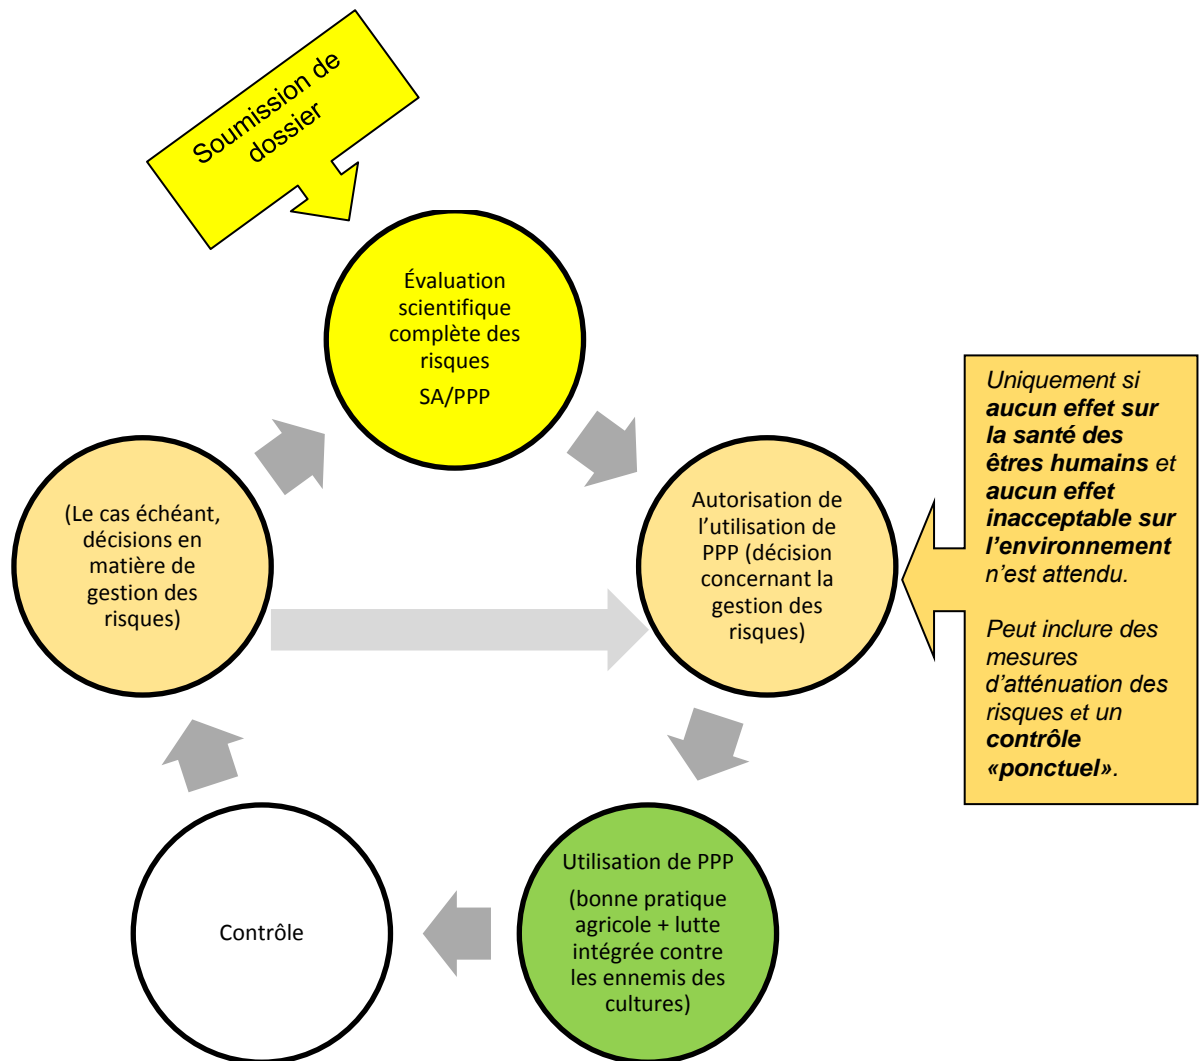 Soumission de
dossier
Évaluation
scientifique
complète des
risques
SA/PPP
Uniquement si
aucun effet sur
la santé des
êtres humains et
aucun effet
inacceptable sur
l'environnement
n'est attendu.
Peut inclure des
mesures
d'atténuation des
risques et un
contrôle
«ponctuel».
(Le cas échéant,
décisions en
matière de
gestion des
risques)
Autorisation de
l'utilisation de
PPP (décision
concernant la
gestion des
risques)
Contrôle
Utilisation de PPP
(bonne pratique
agricole + lutte
intégrée contre
les ennemis des
cultures)